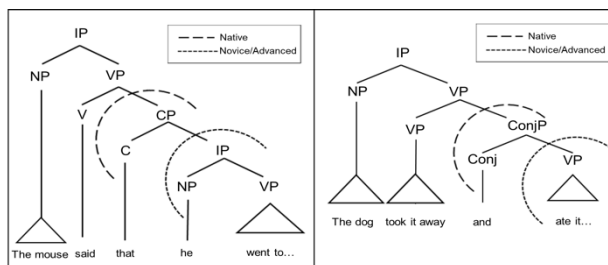 IP
Native
Novice/Advanced
NP
VP
V
CP
C
IP
NP
VP
The mouse said that he went to…
Native
Novice/Advanced
IP
NP
VP
VP
ConjP
Conj
VP
The dog took it away and ate it…